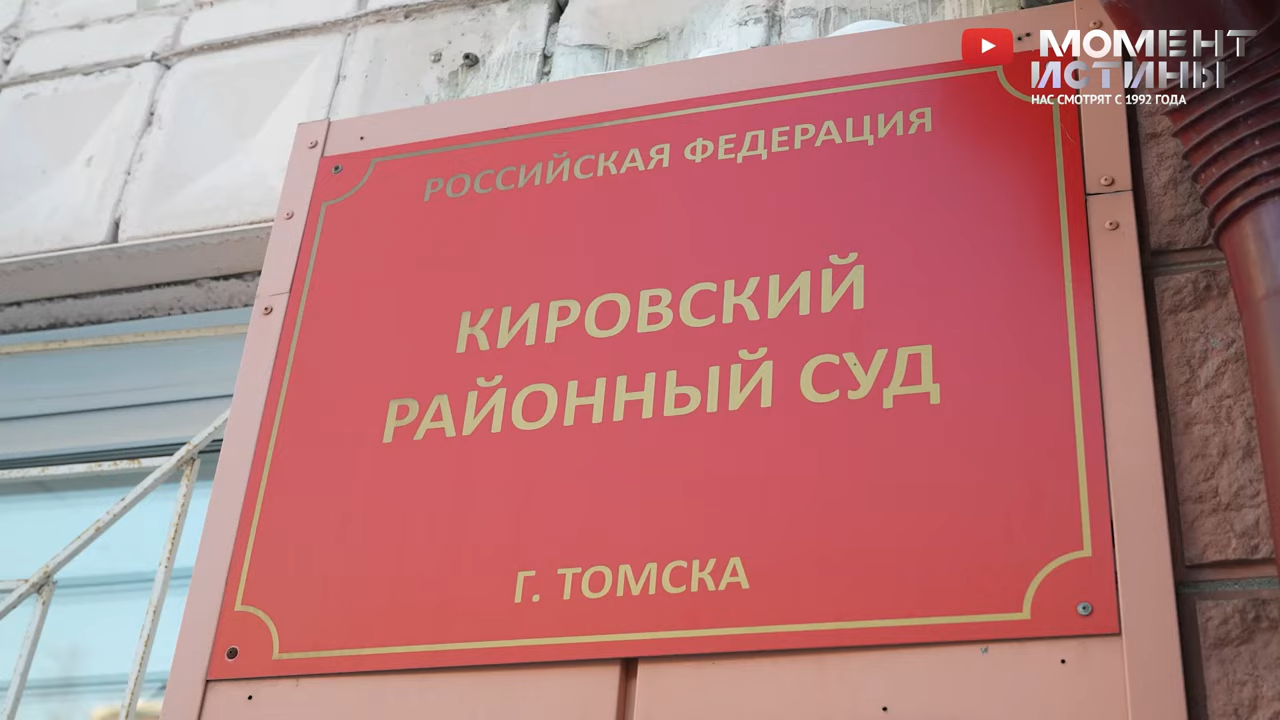 МОМЕНТ
ИСТИНЫ
НАС СМОТРЯТ С 1992 ГОДА
РОССИЙСКАЯ ФЕДЕРАЦИЯ
КИРОВСКИЙ
РАЙОННЫЙ СУД
Г. ТОМСКА